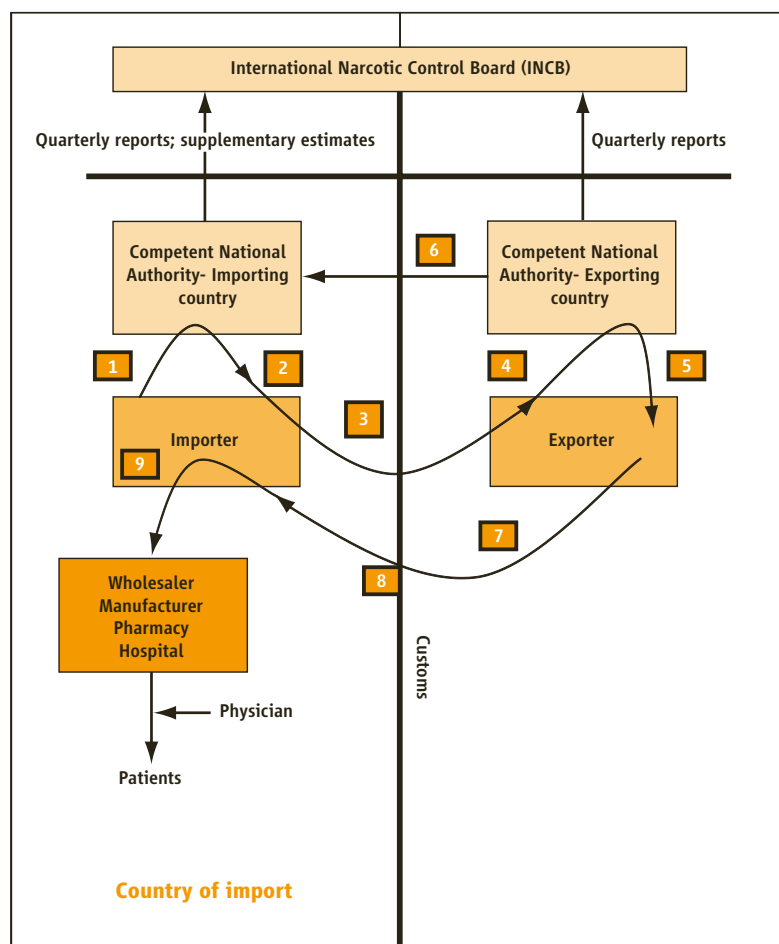 International Narcotic Control Board (INCB)
Quarterly reports; supplementary estimates
Quarterly reports
Competent National
Authority- Importing
country
6
Competent National
Authority- Exporting
country
1
2
3
4
5
Importer
9
Exporter
7
8
Wholesaler
Manufacturer
Pharmacy
Hospital
Customs
Physician
Patients
Country of import